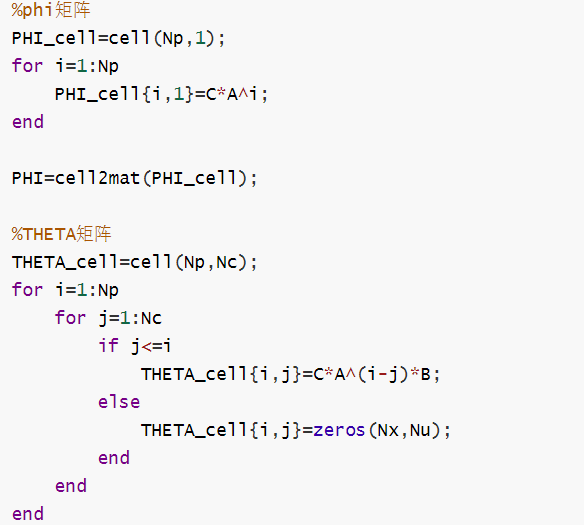 %phi矩阵
PHI_cell=cell(Np,1);
for i=1:Np
    PHI_cell{i,1}=C*A^i;
end

PHI=cell2mat(PHI_cell);

%THETA矩阵
THETA_cell=cell(Np,Nc);
for i=1:Np
    for j=1:Nc
        if j<=i
            THETA_cell{i,j}=C*A^(i-j)*B;
        else
            THETA_cell{i,j}=zeros(Nx,Nu);
        end
    end
end